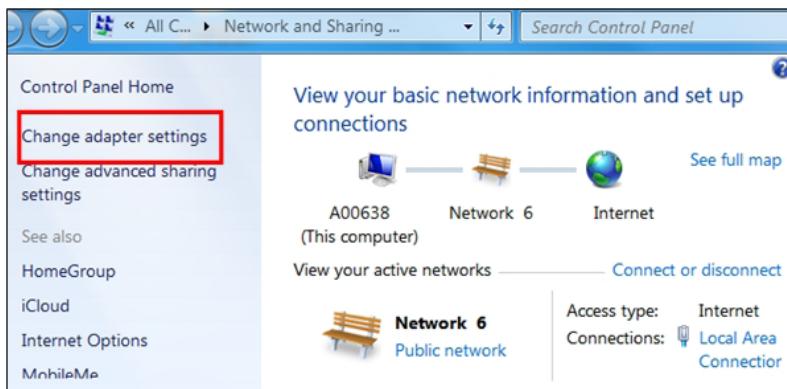 « All C... ▸ Network and Sharing ...
Search Control Panel
Control Panel Home
Change adapter settings
Change advanced sharing
settings
See also
HomeGroup
iCloud
Internet Options
MobileMe
View your basic network information and set up
connections
See full map
A00638
(This computer)
Network 6
Internet
View your active networks
Connect or disconnect
Network 6
Public network
Access type:
Internet
Connections:
Local Area
Connection